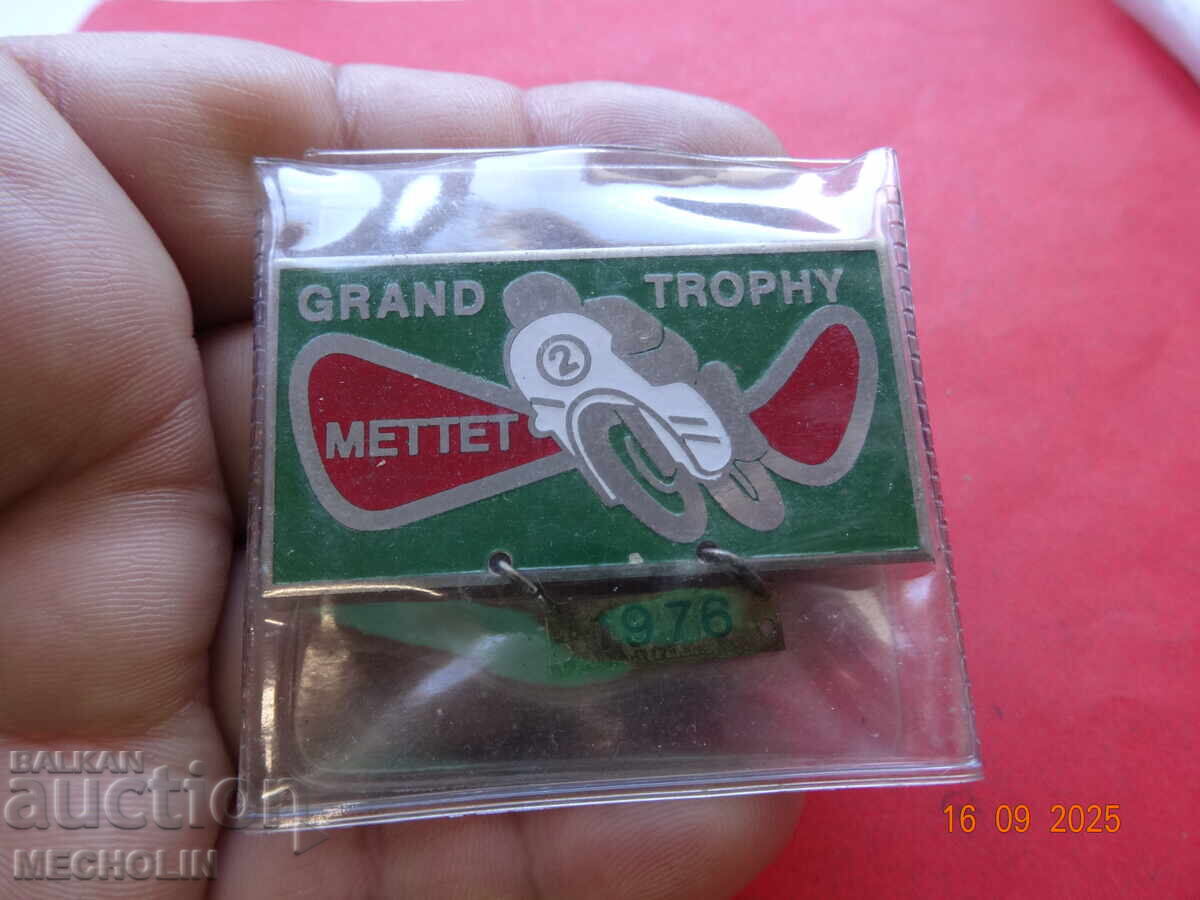 GRAND TROPHY
2
METTET
976
BALKAN
auction
MECHOLIN
16 09 2025